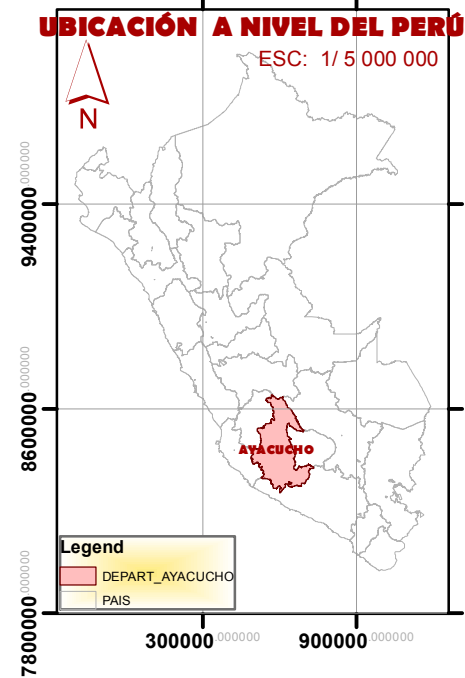 UBICACIÓN A NIVEL DEL PERÚ
ESC: 1/ 5 000 000
N
9400000.000000
8600000.000000
7800000.000000
AYACUCHO
Legend
DEPART_AYACUCHO
PAIS
300000.000000
900000.000000